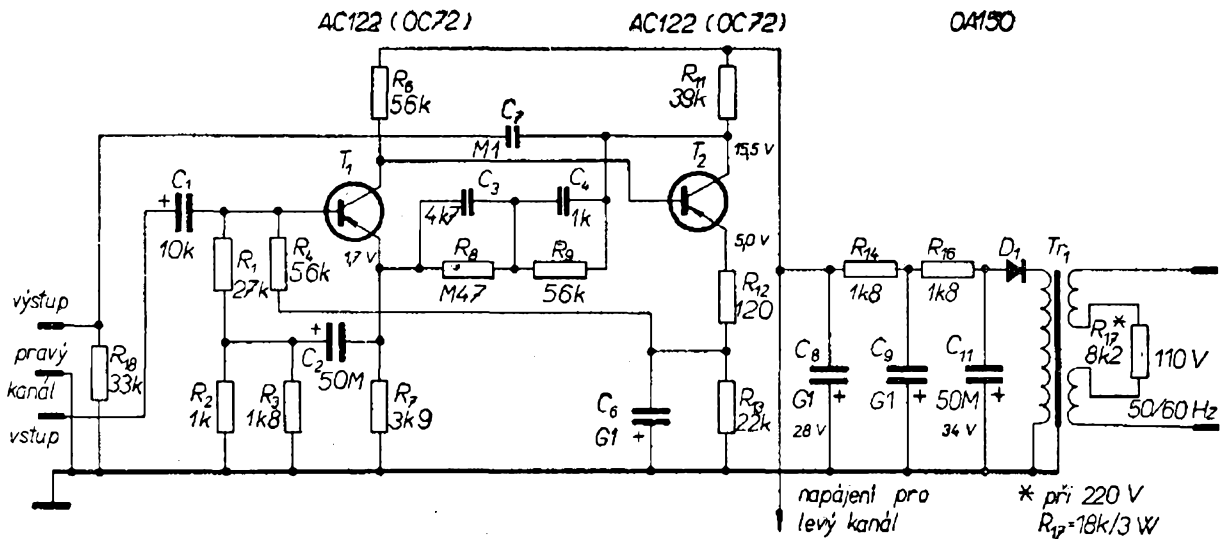 AC122 (OC72)
AC122 (OC72)
OA150
R6
56k
R11
39k
C7
M1
T1
T2
15,5 V
C1
+
10k
C3
4k7
C4
1k
1,7 V
5,0 V
R1
27k
R4
56k
R8
M47
R9
56k
R12
120
R14
1k8
R16
1k8
D1
Tr1
R17*
8k2
110 V
50/60 Hz
výstup
pravý
kanál
vstup
R18
33k
+
C2
50M
R2
1k
R3
1k8
R7
3k9
C6
G1
+
R13
22k
C8
G1
+
28 V
C9
G1
+
C11
50M
+
34 V
napájení pro
levý kanál
* při 220 V
R17=18k/3 W